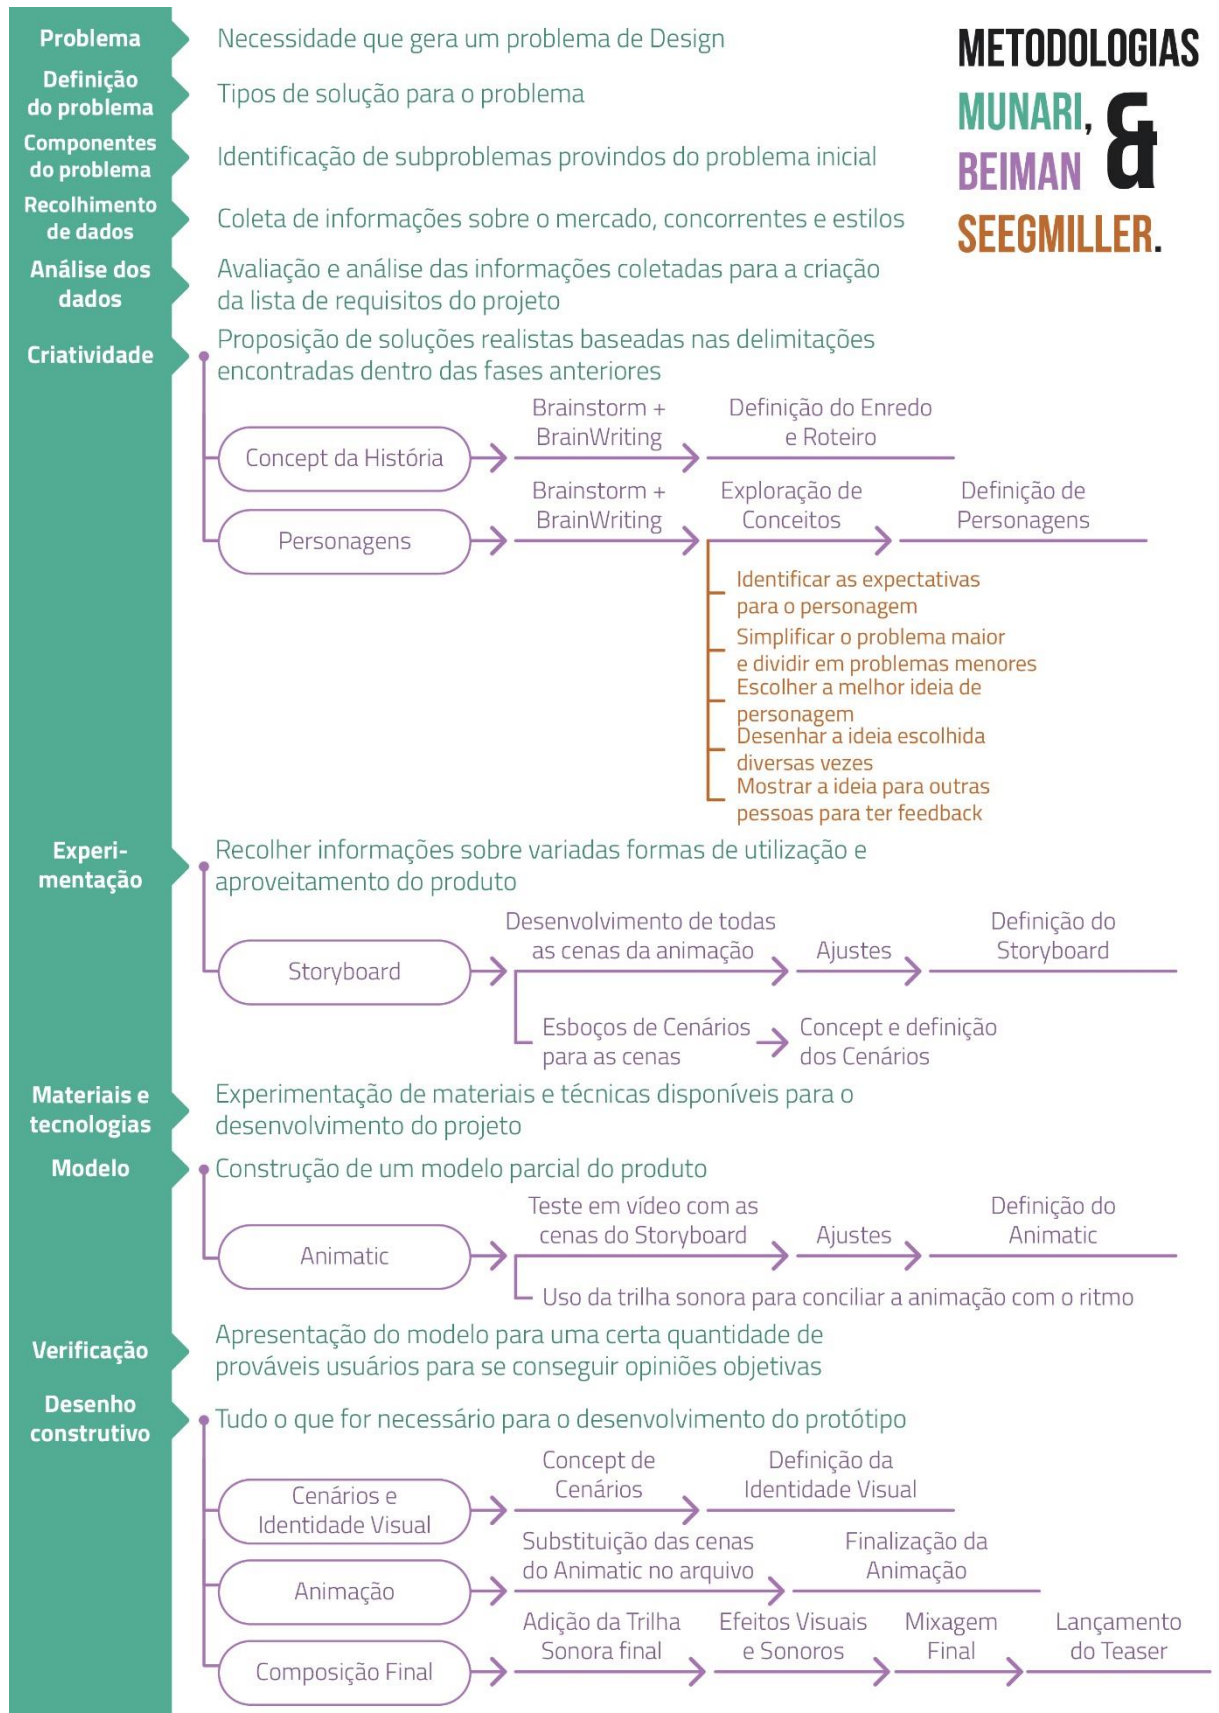 METODOLOGIAS
MUNARI, &
BEIMAN
SEEGMILLER.
Problema
Necessidade que gera um problema de Design
Definição
do problema
Tipos de solução para o problema
Componentes
do problema
Identificação de subproblemas provindos do problema inicial
Recolhimento
de dados
Coleta de informações sobre o mercado, concorrentes e estilos
Análise dos
dados
Avaliação e análise das informações coletadas para a criação
da lista de requisitos do projeto
Criatividade
Proposição de soluções realistas baseadas nas delimitações
encontradas dentro das fases anteriores
Concept da História
Brainstorm +
BrainWriting
Definição do Enredo
e Roteiro
Personagens
Brainstorm +
BrainWriting
Exploração de
Conceitos
Definição de
Personagens
Identificar as expectativas
para o personagem
Simplificar o problema maior
e dividir em problemas menores
Escolher a melhor ideia de
personagem
Desenhar a ideia escolhida
diversas vezes
Mostrar a ideia para outras
pessoas para ter feedback
Experi-
mentação
Recolher informações sobre variadas formas de utilização e
aproveitamento do produto
Storyboard
Desenvolvimento de todas
as cenas da animação
Ajustes
Definição do
Storyboard
Esboços de Cenários
para as cenas
Concept e definição
dos Cenários
Materiais e
tecnologias
Experimentação de materiais e técnicas disponíveis para o
desenvolvimento do projeto
Modelo
Construção de um modelo parcial do produto
Animatic
Teste em vídeo com as
cenas do Storyboard
Ajustes
Definição do
Animatic
Uso da trilha sonora para conciliar a animação com o ritmo
Verificação
Apresentação do modelo para uma certa quantidade de
prováveis usuários para se conseguir opiniões objetivas
Desenho
construtivo
Tudo o que for necessário para o desenvolvimento do protótipo
Cenários e
Identidade Visual
Concept de
Cenários
Definição da
Identidade Visual
Animação
Substituição das cenas
do Animatic no arquivo
Finalização da
Animação
Composição Final
Adição da Trilha
Sonora final
Efeitos Visuais
e Sonoros
Mixagem
Final
Lançamento
do Teaser